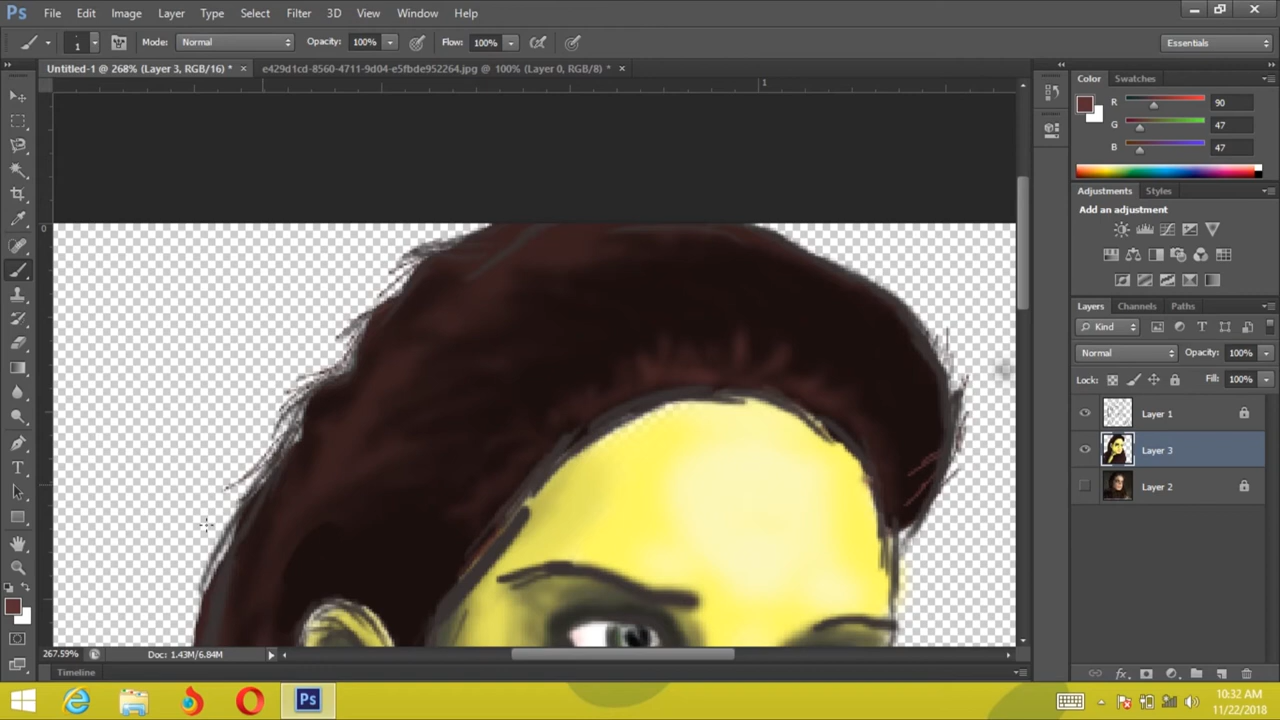 Ps File Edit Image Layer Type Select Filter 3D View Window Help
1 Mode: Normal Opacity: 100% Flow: 100% Essentials
Untitled-1 @ 268% (Layer 3, RGB/16) * × e429d1cd-8560-4711-9d04-e5fbde952264.jpg @ 100% (Layer 0, RGB/8) * ×
Color Swatches
R 90
G 47
B 47
Adjustments Styles
Add an adjustment
Layers Channels Paths
Kind
Normal Opacity: 100%
Lock: Fill: 100%
Layer 1
Layer 3
Layer 2
1
0
267.59% Doc: 1.43M/6.84M
Timeline
Ps
10:32 AM
11/22/2018